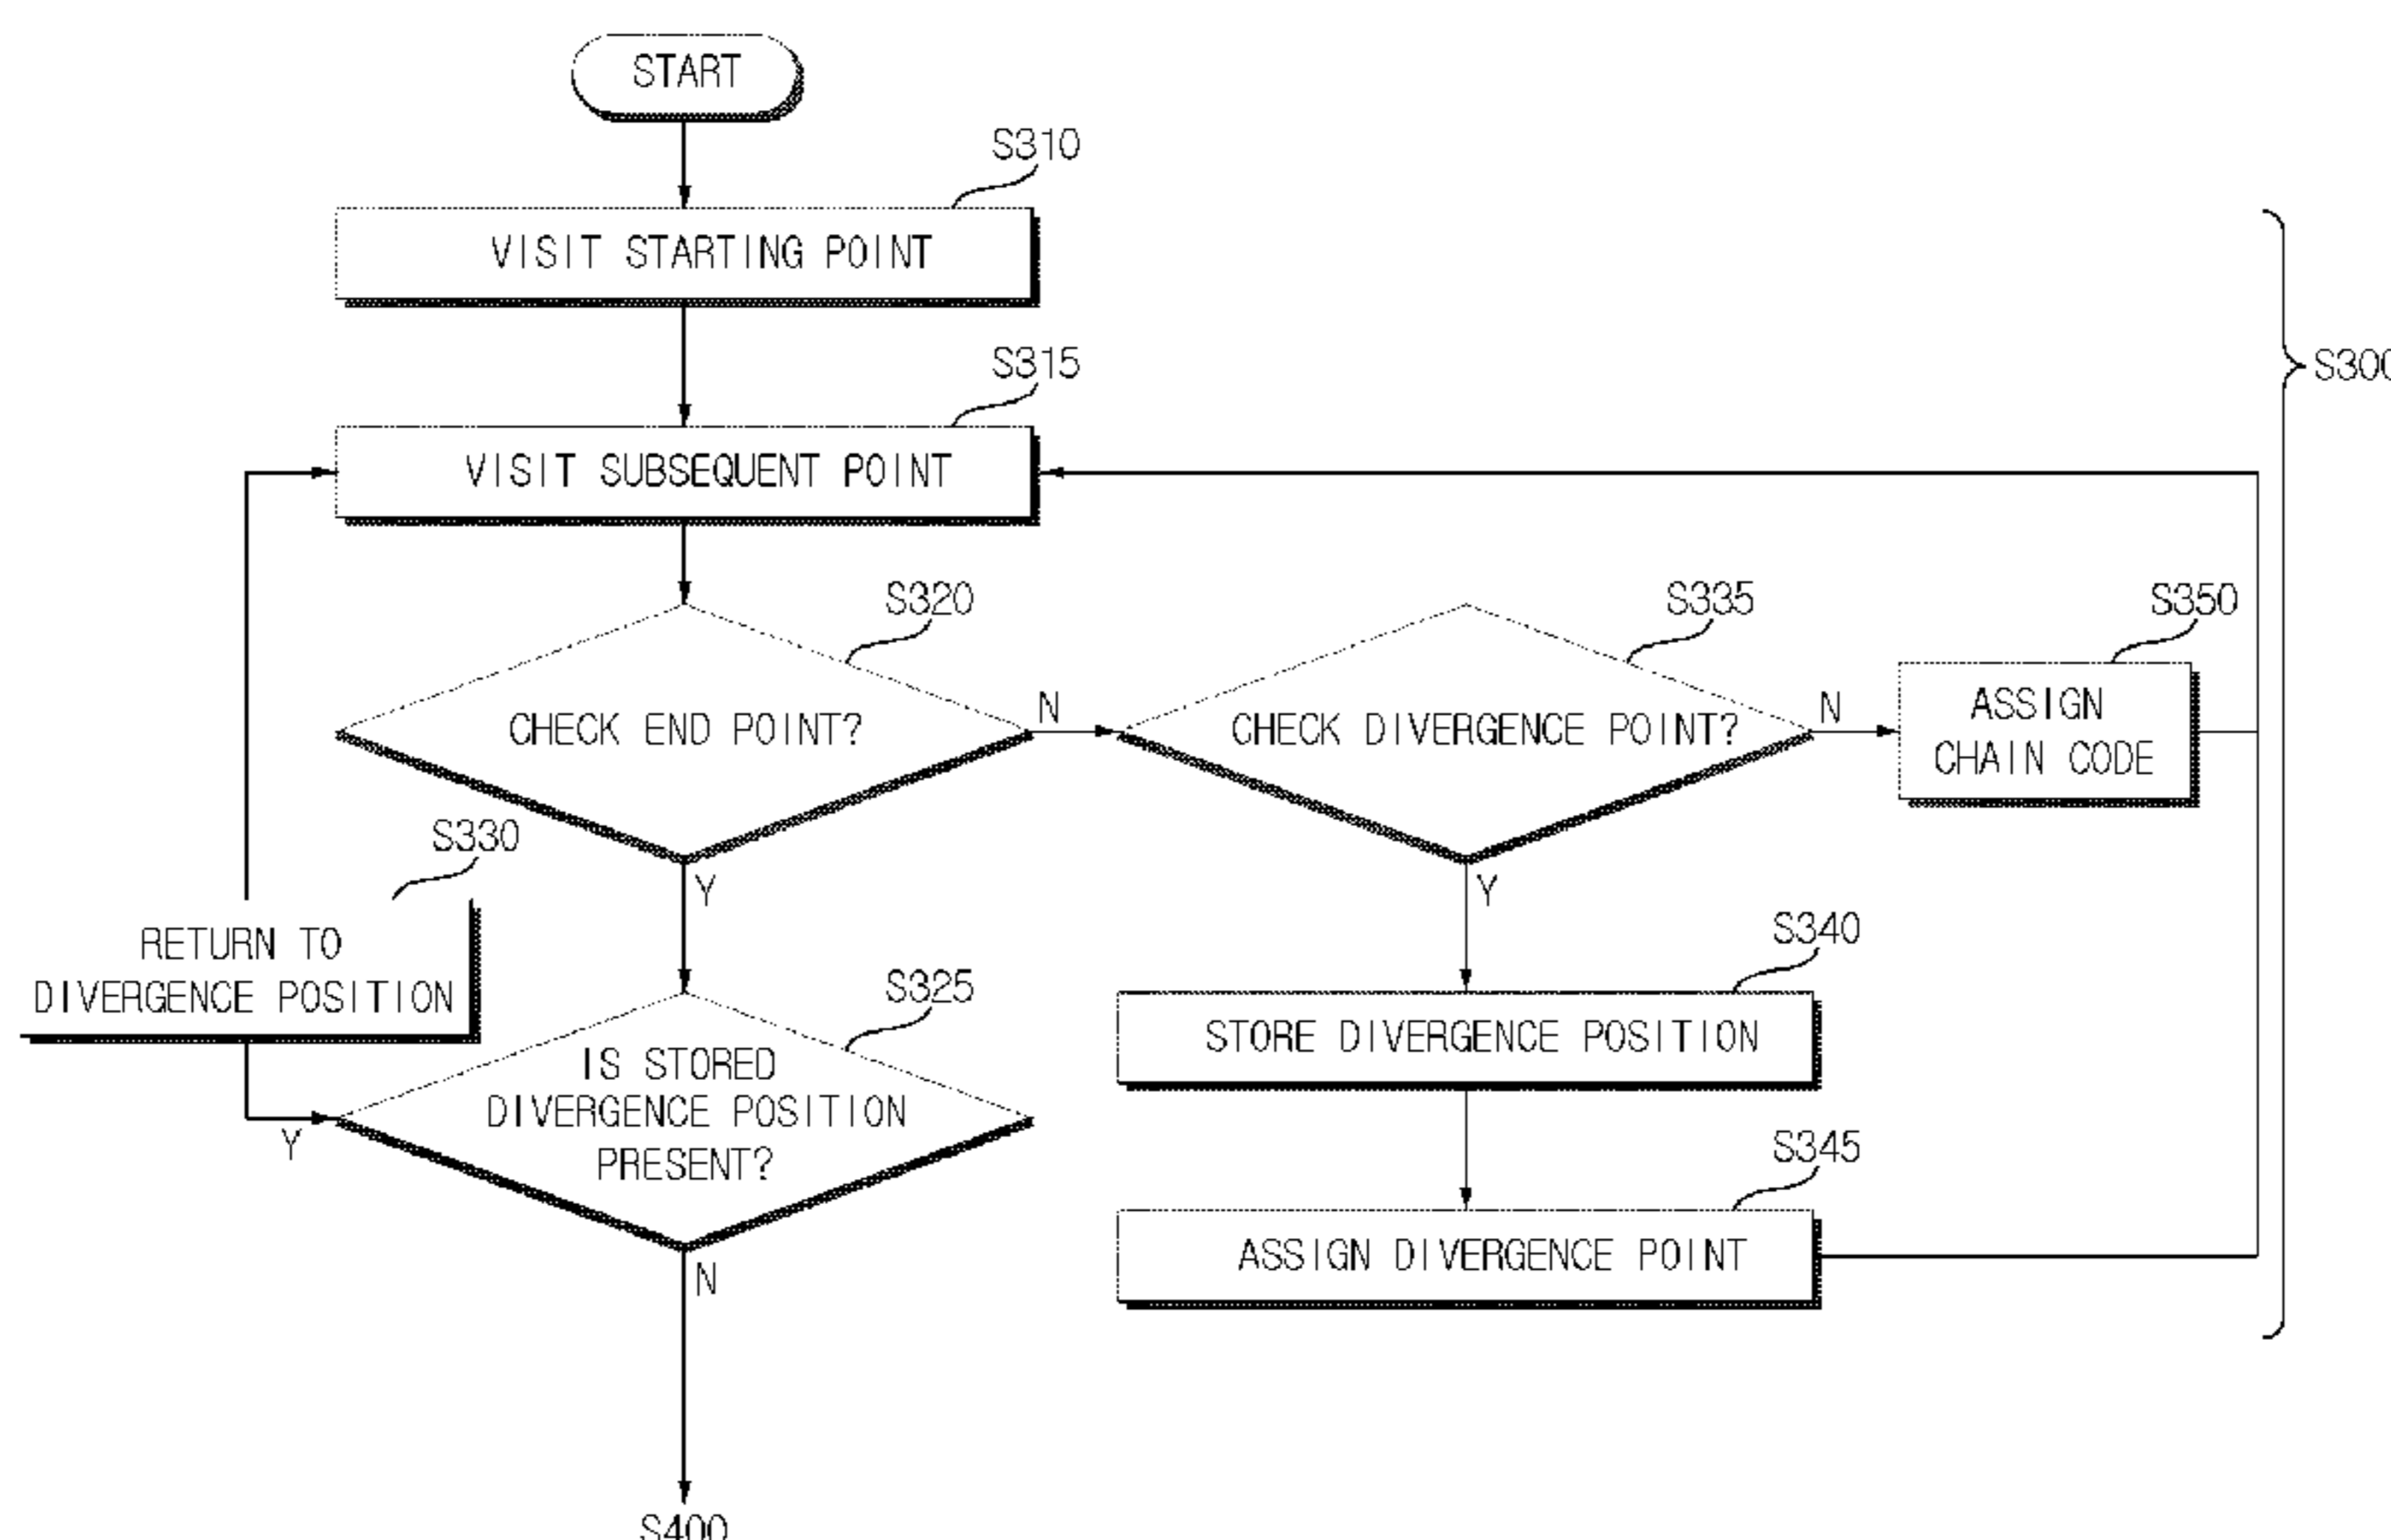 START
S310
VISIT STARTING POINT
S315
S300
VISIT SUBSEQUENT POINT
S320
S335
S350
CHECK END POINT?
N
CHECK DIVERGENCE POINT?
N
ASSIGN
CHAIN CODE
S330
Y
Y
RETURN TO
DIVERGENCE POSITION
S340
STORE DIVERGENCE POSITION
S325
IS STORED
DIVERGENCE POSITION
PRESENT?
Y
S345
ASSIGN DIVERGENCE POINT
N
S400